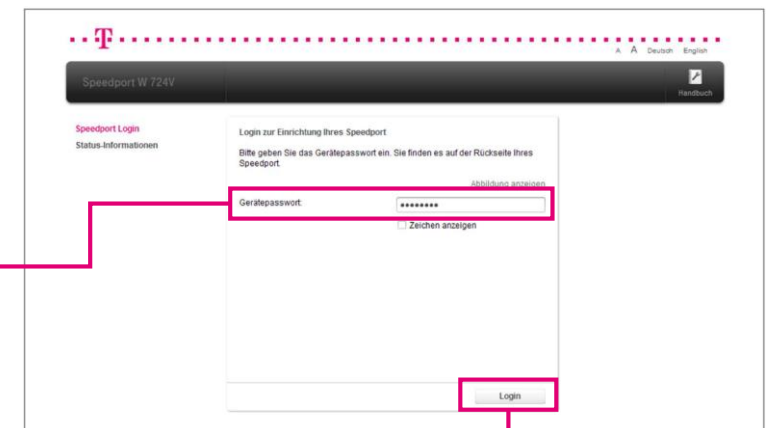 T
A A Deutsch English
Speedport W 724V
Handbuch
Speedport Login
Status-Informationen
Login zur Einrichtung Ihres Speedport
Bitte geben Sie das Gerätepasswort ein. Sie finden es auf der Rückseite Ihres
Speedport.
Abbildung anzeigen
Gerätepasswort:
Zeichen anzeigen
Login